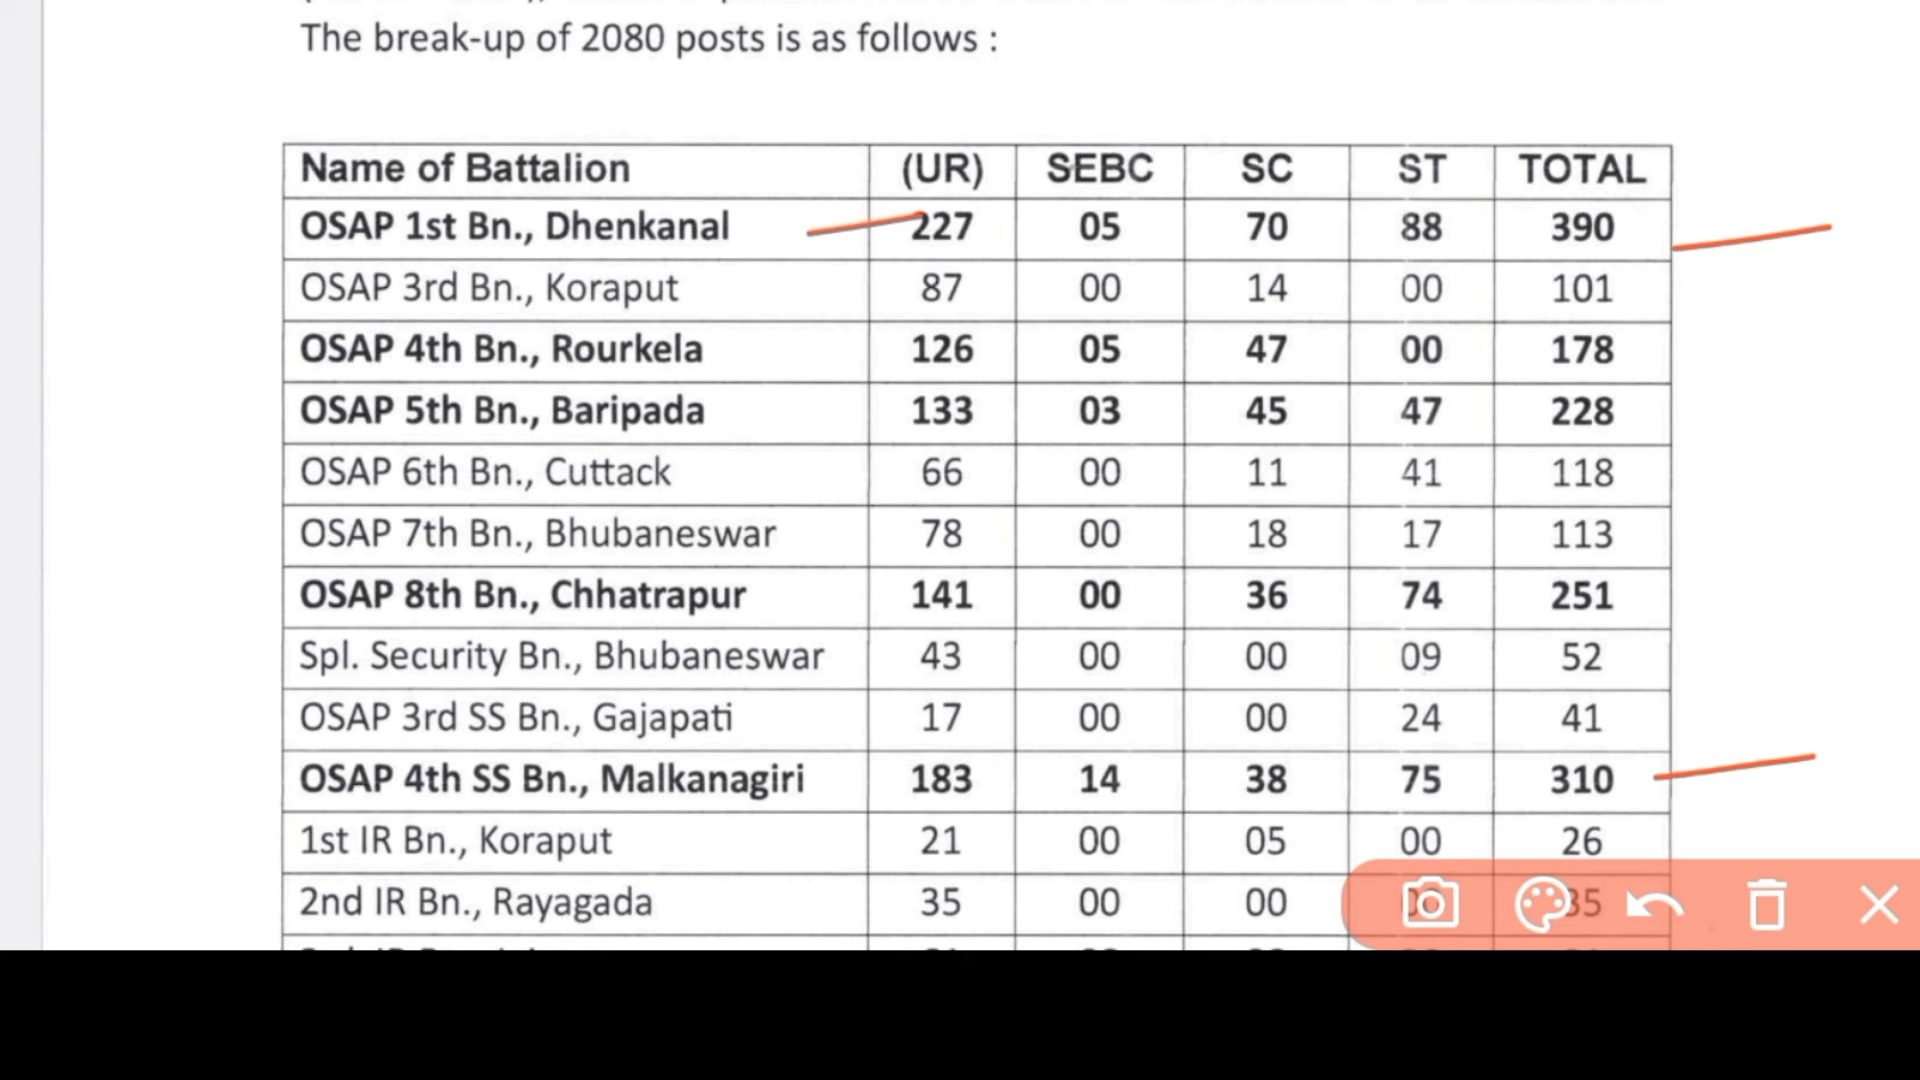 The break-up of 2080 posts is as follows :
Name of Battalion (UR) SEBC SC ST TOTAL
OSAP 1st Bn., Dhenkanal 227 05 70 88 390
OSAP 3rd Bn., Koraput 87 00 14 00 101
OSAP 4th Bn., Rourkela 126 05 47 00 178
OSAP 5th Bn., Baripada 133 03 45 47 228
OSAP 6th Bn., Cuttack 66 00 11 41 118
OSAP 7th Bn., Bhubaneswar 78 00 18 17 113
OSAP 8th Bn., Chhatrapur 141 00 36 74 251
Spl. Security Bn., Bhubaneswar 43 00 00 09 52
OSAP 3rd SS Bn., Gajapati 17 00 00 24 41
OSAP 4th SS Bn., Malkanagiri 183 14 38 75 310
1st IR Bn., Koraput 21 00 05 00 26
2nd IR Bn., Rayagada 35 00 00 35